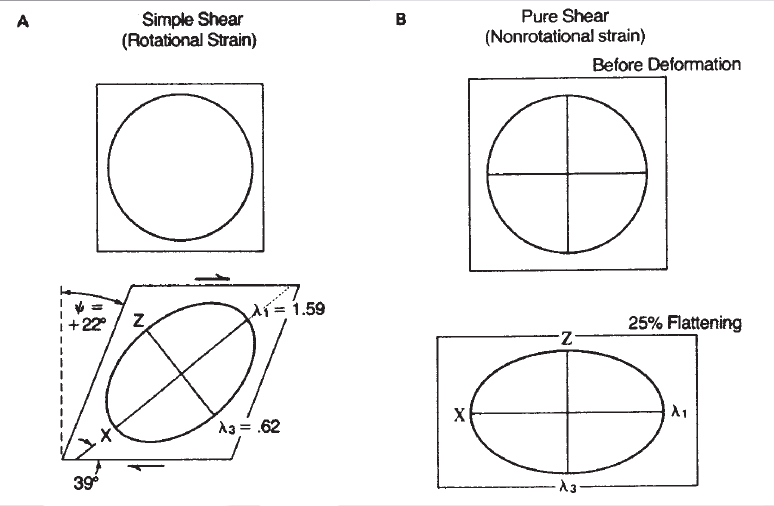 A
Simple Shear
(Rotational Strain)
B
Pure Shear
(Nonrotational strain)
Before Deformation
ψ =
+22°
Z
λ1 = 1.59
X
λ3 = .62
39°
25% Flattening
Z
X
λ1
λ3